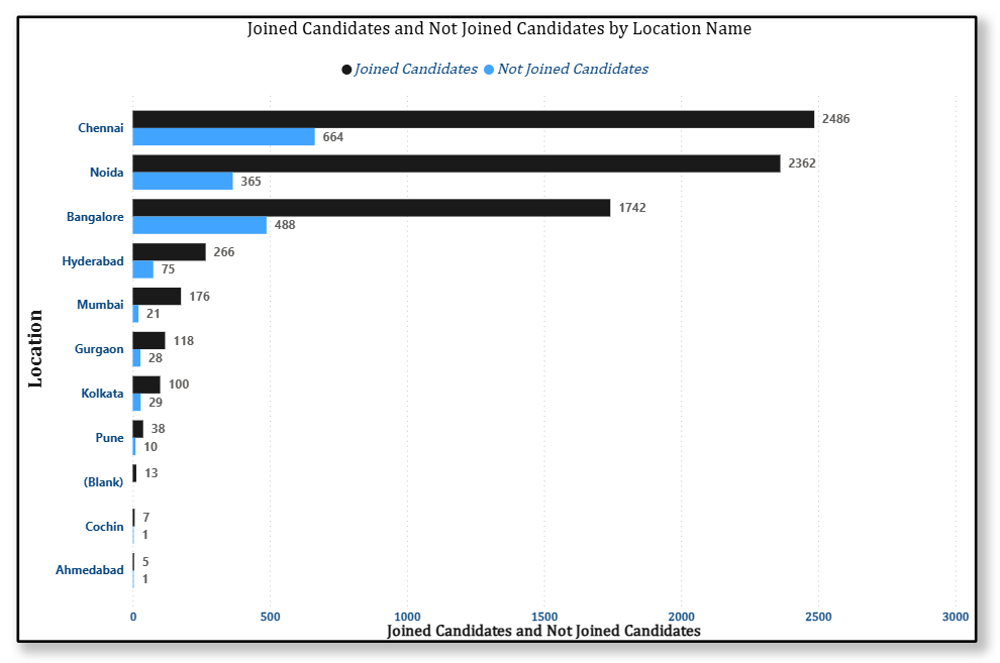 Joined Candidates and Not Joined Candidates by Location Name
Joined Candidates Not Joined Candidates
Location
Chennai 2486
664
Noida 2362
365
Bangalore 1742
488
Hyderabad 266
75
Mumbai 176
21
Gurgaon 118
28
Kolkata 100
29
Pune 38
10
(Blank) 13
Cochin 7
1
Ahmedabad 5
1
0 500 1000 1500 2000 2500 3000
Joined Candidates and Not Joined Candidates